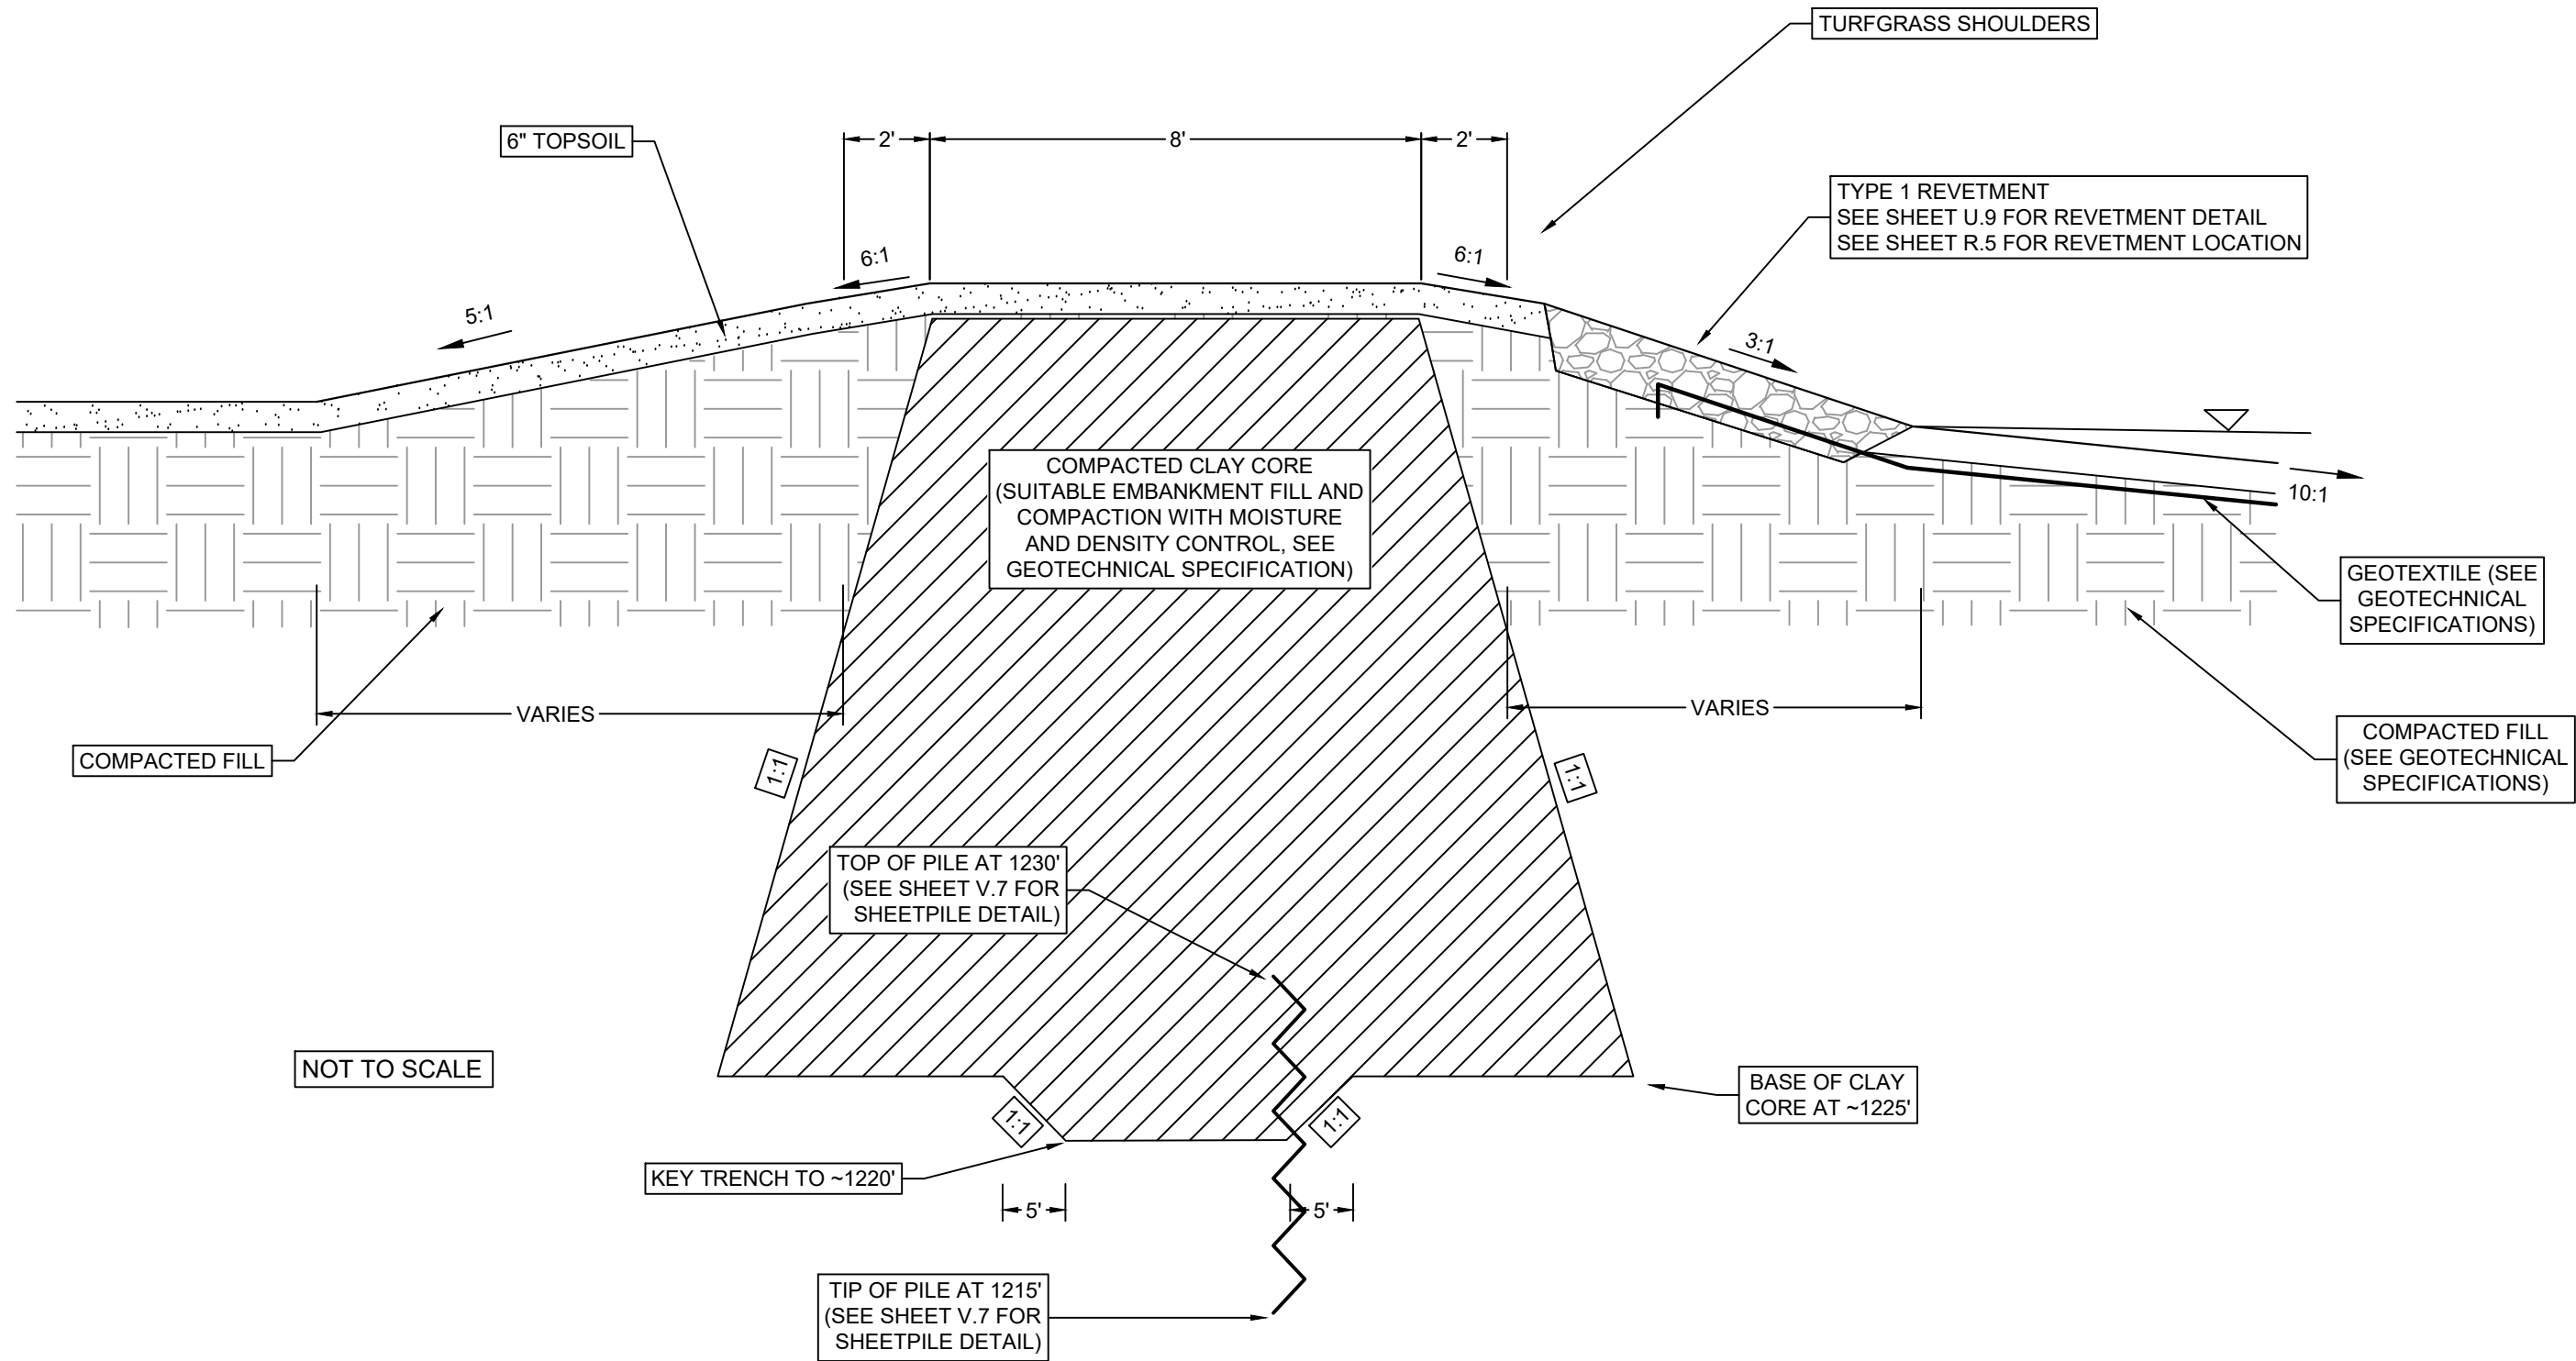 TURFGRASS SHOULDERS
6" TOPSOIL
2'
8'
2'
TYPE 1 REVETMENT
SEE SHEET U.9 FOR REVETMENT DETAIL
SEE SHEET R.5 FOR REVETMENT LOCATION
6:1
6:1
5:1
3:1
COMPACTED CLAY CORE
(SUITABLE EMBANKMENT FILL AND
COMPACTION WITH MOISTURE
AND DENSITY CONTROL, SEE
GEOTECHNICAL SPECIFICATION)
10:1
GEOTEXTILE (SEE
GEOTECHNICAL
SPECIFICATIONS)
VARIES
VARIES
COMPACTED FILL
COMPACTED FILL
(SEE GEOTECHNICAL
SPECIFICATIONS)
1:1
1:1
TOP OF PILE AT 1230'
(SEE SHEET V.7 FOR
SHEETPILE DETAIL)
NOT TO SCALE
BASE OF CLAY
CORE AT ~1225'
1:1
1:1
KEY TRENCH TO ~1220'
5'
5'
TIP OF PILE AT 1215'
(SEE SHEET V.7 FOR
SHEETPILE DETAIL)